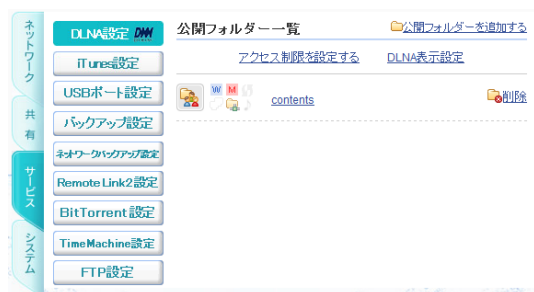 ネットワーク
共有
サービス
システム
DLNA設定 DMM
iTunes設定
USBポート設定
バックアップ設定
ネットワークバックアップ設定
Remote Link2設定
BitTorrent設定
TimeMachine設定
FTP設定
公開フォルダー一覧 公開フォルダーを追加する
アクセス制限を設定する DLNA表示設定
W M
contents 削除